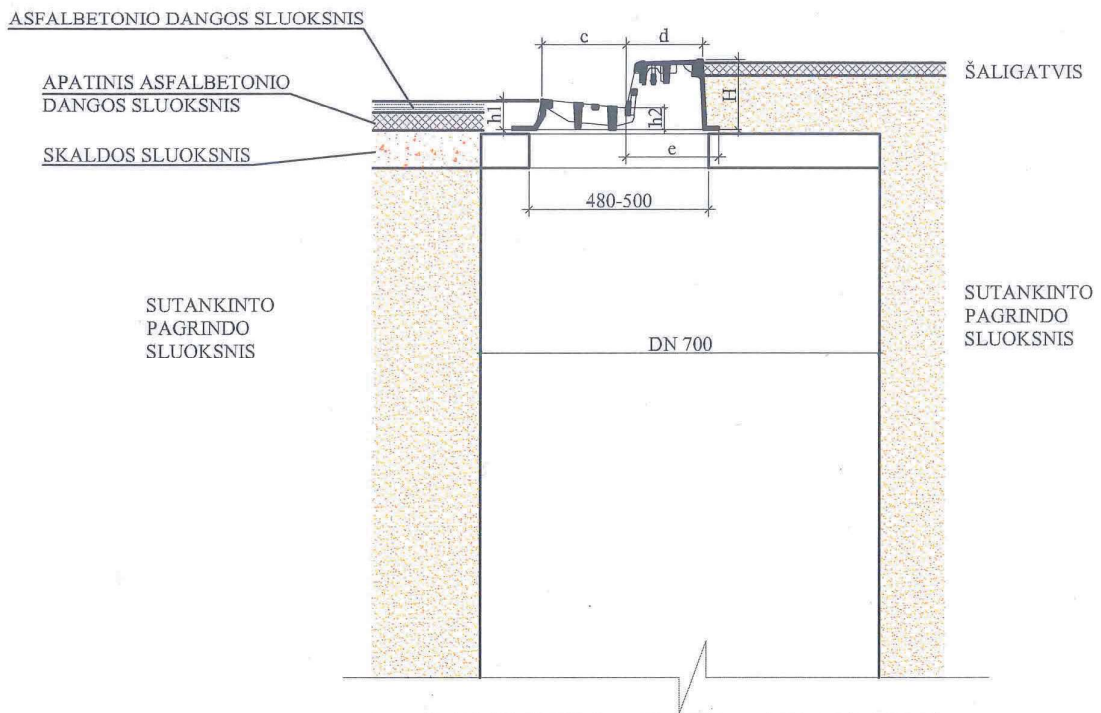 ASFALBETONIO DANGOS SLUOKSNIS
APATINIS ASFALBETONIO
DANGOS SLUOKSNIS
SKALDOS SLUOKSNIS
c
d
h1
h2
H
e
480-500
ŠALIGATVIS
SUTANKINTO
PAGRINDO
SLUOKSNIS
DN 700
SUTANKINTO
PAGRINDO
SLUOKSNIS